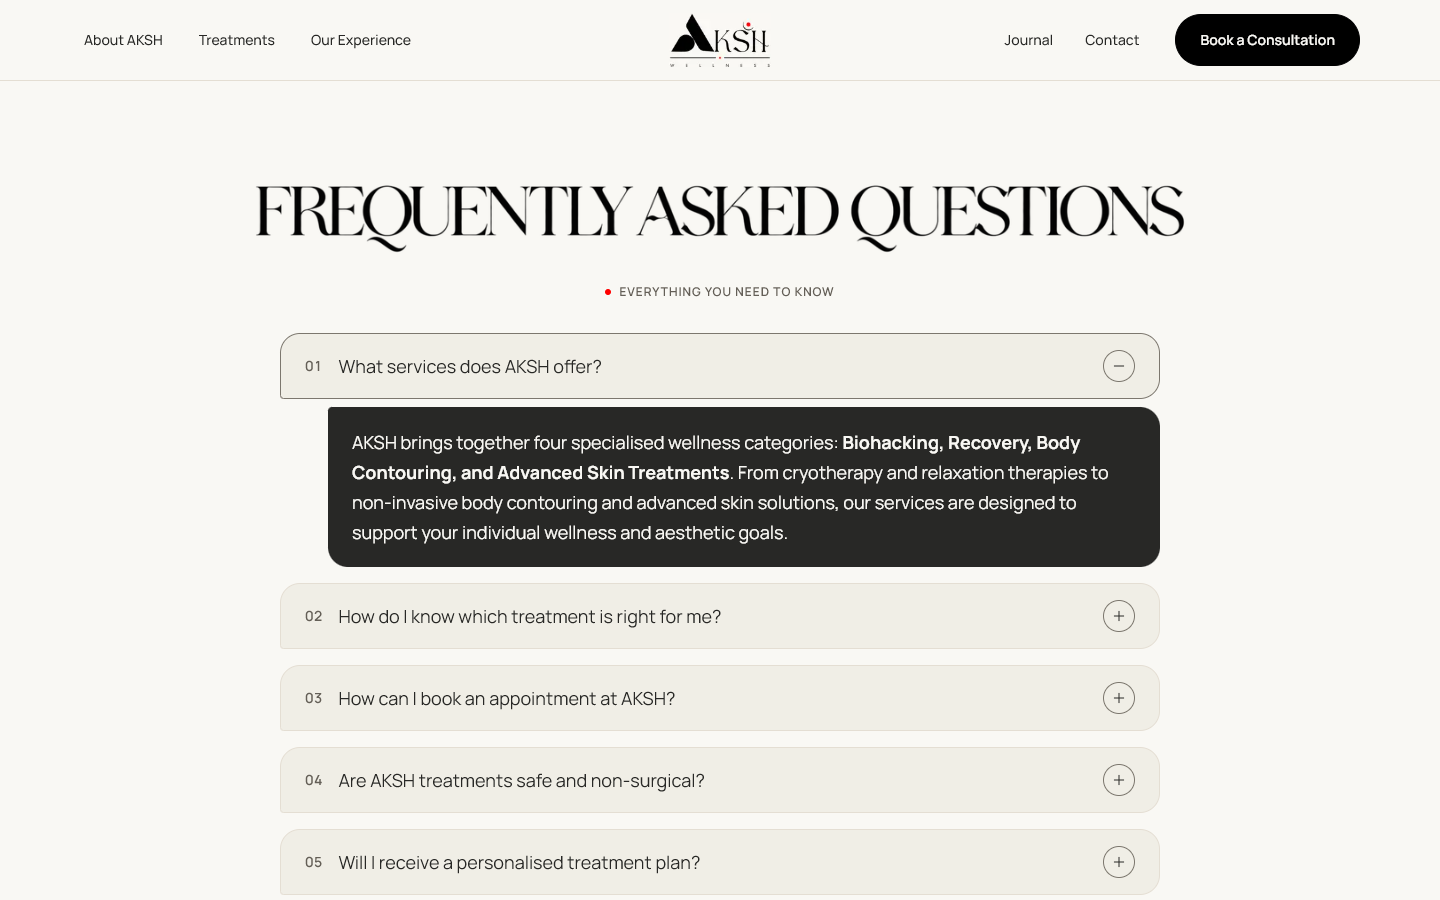 About AKSH
Treatments
Our Experience
AKSH
WELLNESS
Journal
Contact
Book a Consultation
FREQUENTLY ASKED QUESTIONS
EVERYTHING YOU NEED TO KNOW
01 What services does AKSH offer?
AKSH brings together four specialised wellness categories: Biohacking, Recovery, Body
Contouring, and Advanced Skin Treatments. From cryotherapy and relaxation therapies to
non-invasive body contouring and advanced skin solutions, our services are designed to
support your individual wellness and aesthetic goals.
02 How do I know which treatment is right for me?
03 How can I book an appointment at AKSH?
04 Are AKSH treatments safe and non-surgical?
05 Will I receive a personalised treatment plan?